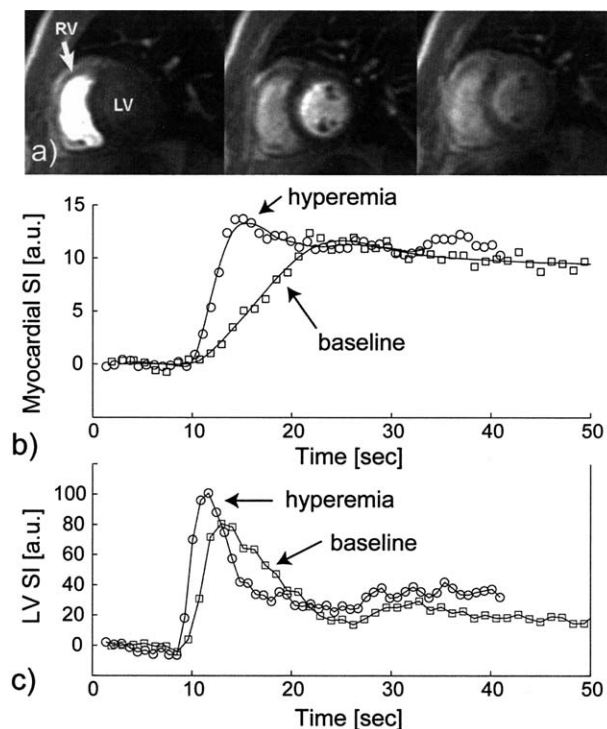 RV
LV
a)
hyperemia
baseline
Myocardial SI [a.u.]
15
10
5
0
0 10 20 30 40 50
Time [sec]
b)
hyperemia
baseline
LV SI [a.u.]
100
80
60
40
20
0
0 10 20 30 40 50
Time [sec]
c)